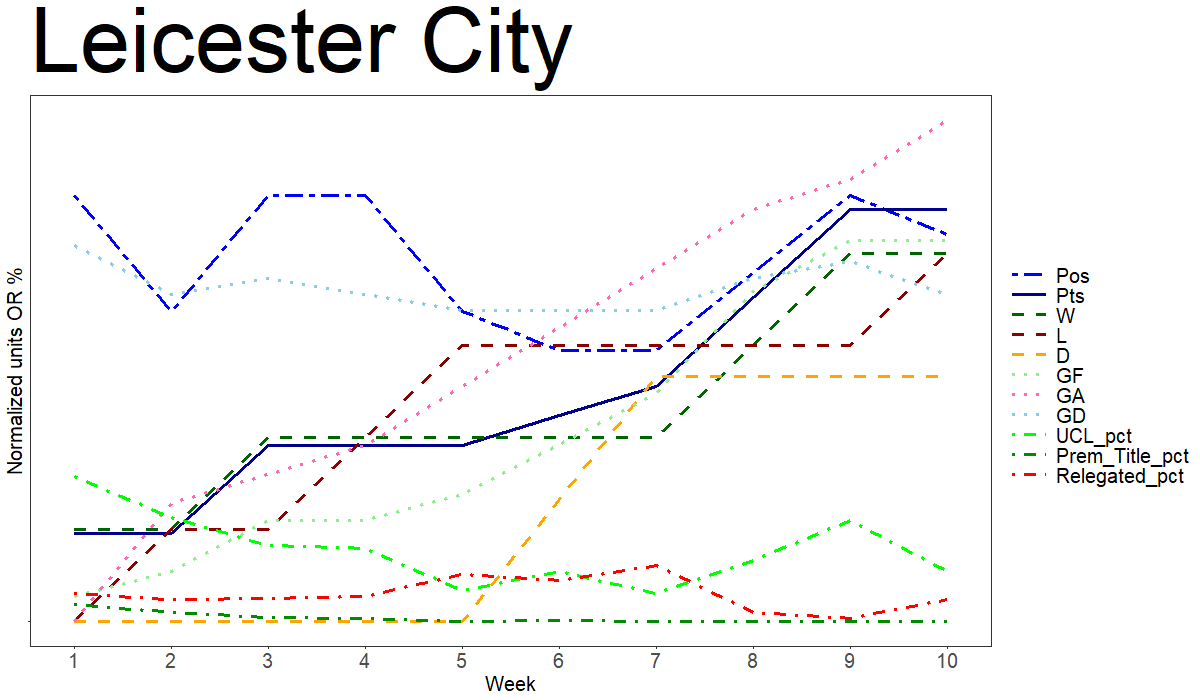 Leicester City
Normalized units OR %
1 2 3 4 5 6 7 8 9 10
Week
Pos
Pts
W
L
D
GF
GA
GD
UCL_pct
Prem_Title_pct
Relegated_pct